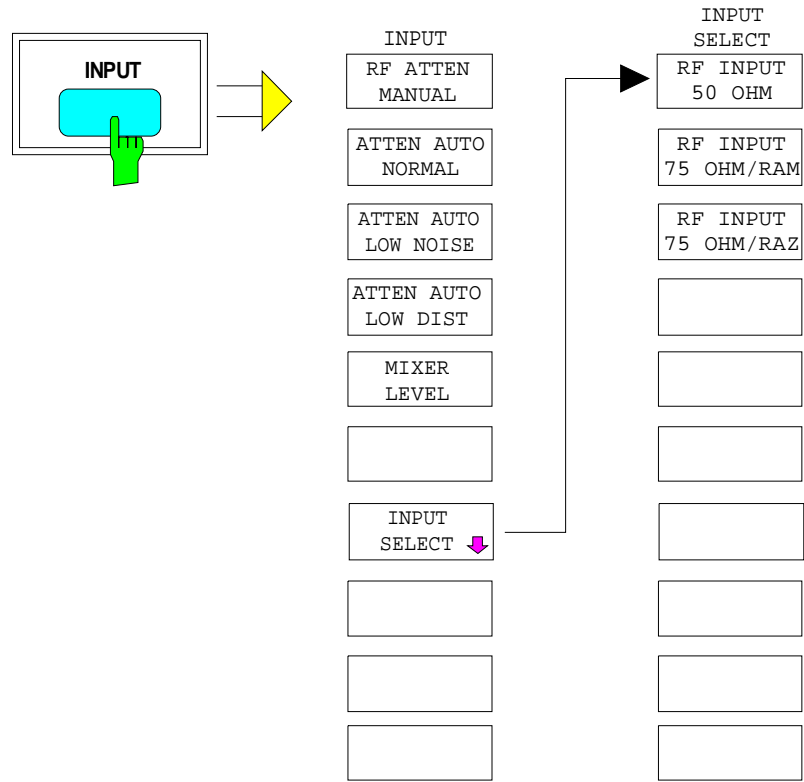 INPUT
INPUT
RF ATTEN
MANUAL
ATTEN AUTO
NORMAL
ATTEN AUTO
LOW NOISE
ATTEN AUTO
LOW DIST
MIXER
LEVEL
INPUT
SELECT
INPUT
SELECT
RF INPUT
50 OHM
RF INPUT
75 OHM/RAM
RF INPUT
75 OHM/RAZ